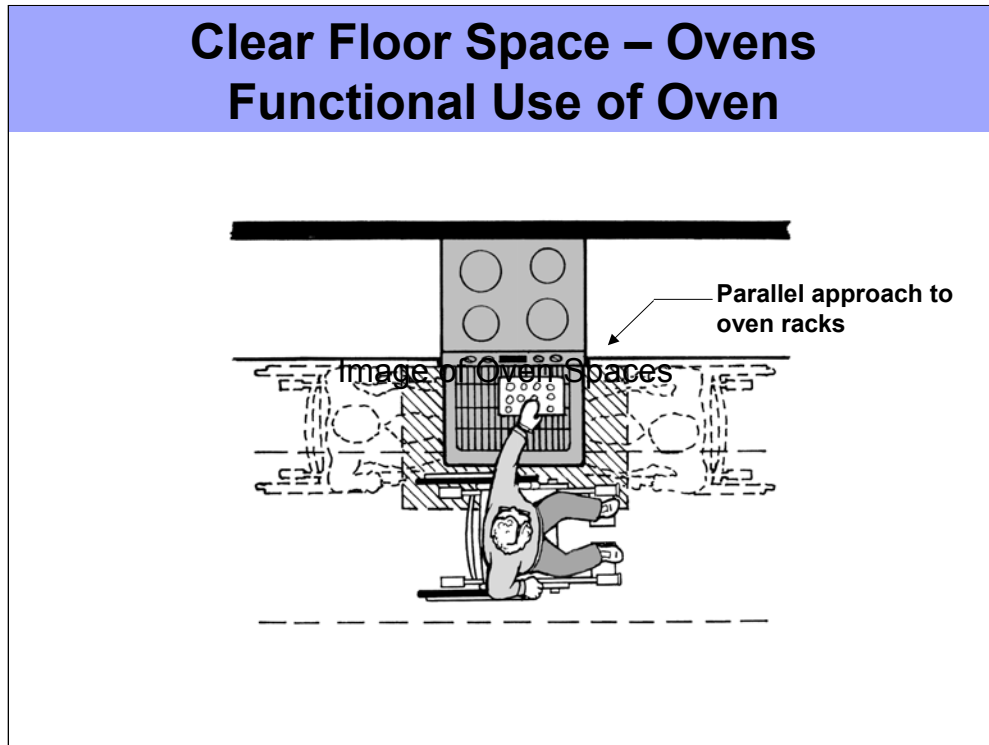 Clear Floor Space – Ovens
Functional Use of Oven
Parallel approach to
oven racks
Image of Oven Spaces